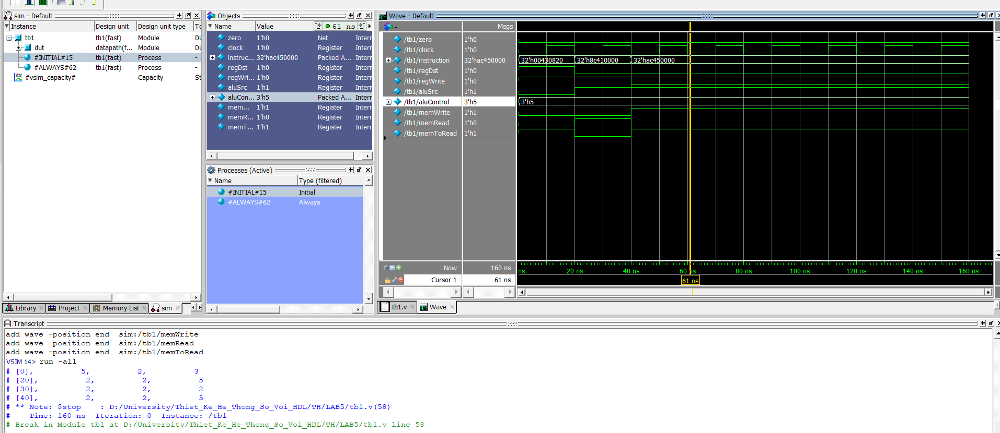 sim - Default
Instance Design unit Design unit type
tb1 tb1(fast) Module
dut datapath(f... Module
#INITIAL#15 tb1(fast) Process -
#ALWAYS#62 tb1(fast) Process -
#vsim_capacity# Capacity
Library Project Memory List sim
Objects
Name Value 61 ns
zero 1'h0 Net Interr
clock 1'h0 Register Interr
instruc... 32'hac450000 Packed A... Interr
regDst 1'h0 Register Interr
regWri... 1'h0 Register Interr
aluSrc 1'h1 Register Interr
aluCon... 3'h5 Packed A... Interr
mem... 1'h1 Register Interr
memR... 1'h0 Register Interr
memT... 1'h1 Register Interr
Processes (Active)
Name Type (filtered)
#INITIAL#15 Initial
#ALWAYS#62 Always
Wave - Default
Msgs
/tb1/zero 1'h0
/tb1/clock 1'h0
/tb1/instruction 32'hac450000 32'h00430820 32'h8c410000 32'hac450000
/tb1/regDst 1'h0
/tb1/regWrite 1'h0
/tb1/aluSrc 1'h1
/tb1/aluControl 3'h5 3'h5
/tb1/memWrite 1'h1
/tb1/memRead 1'h0
/tb1/memToRead 1'h1
Now 160 ns ns 20 ns 40 ns 60 ns 80 ns 100 ns 120 ns 140 ns 160 ns
Cursor 1 61 ns 61 ns
tb1.v Wave
Transcript
add wave -position end sim:/tb1/memWrite
add wave -position end sim:/tb1/memRead
add wave -position end sim:/tb1/memToRead
VSIM 14> run -all
# [0], 5, 2, 3
# [20], 2, 2, 5
# [30], 2, 2, 2
# [40], 2, 2, 5
# ** Note: $stop : D:/University/Thiet_Ke_He_Thong_So_Voi_HDL/TH/LAB5/tb1.v(58)
# Time: 160 ns Iteration: 0 Instance: /tb1
# Break in Module tb1 at D:/University/Thiet_Ke_He_Thong_So_Voi_HDL/TH/LAB5/tb1.v line 58